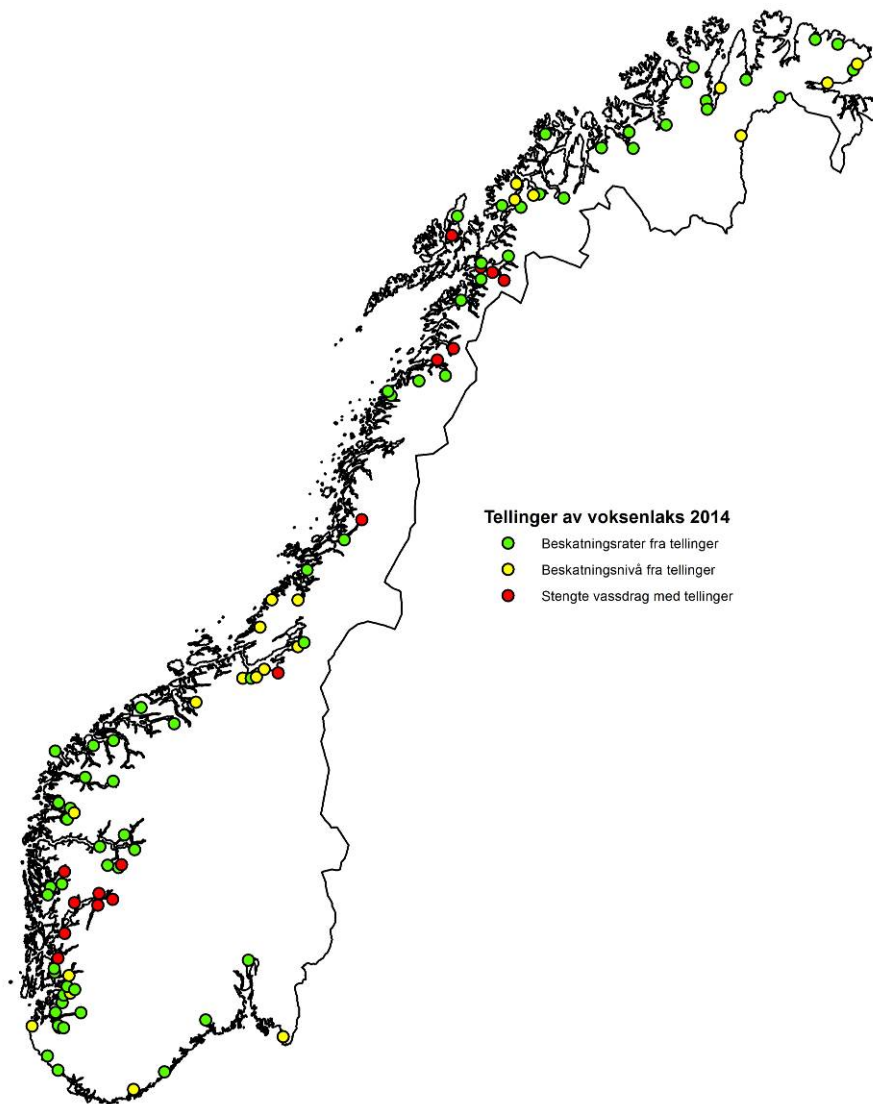 Tellinger av voksenlaks 2014
Beskatningsrater fra tellinger
Beskatningsnivå fra tellinger
Stengte vassdrag med tellinger